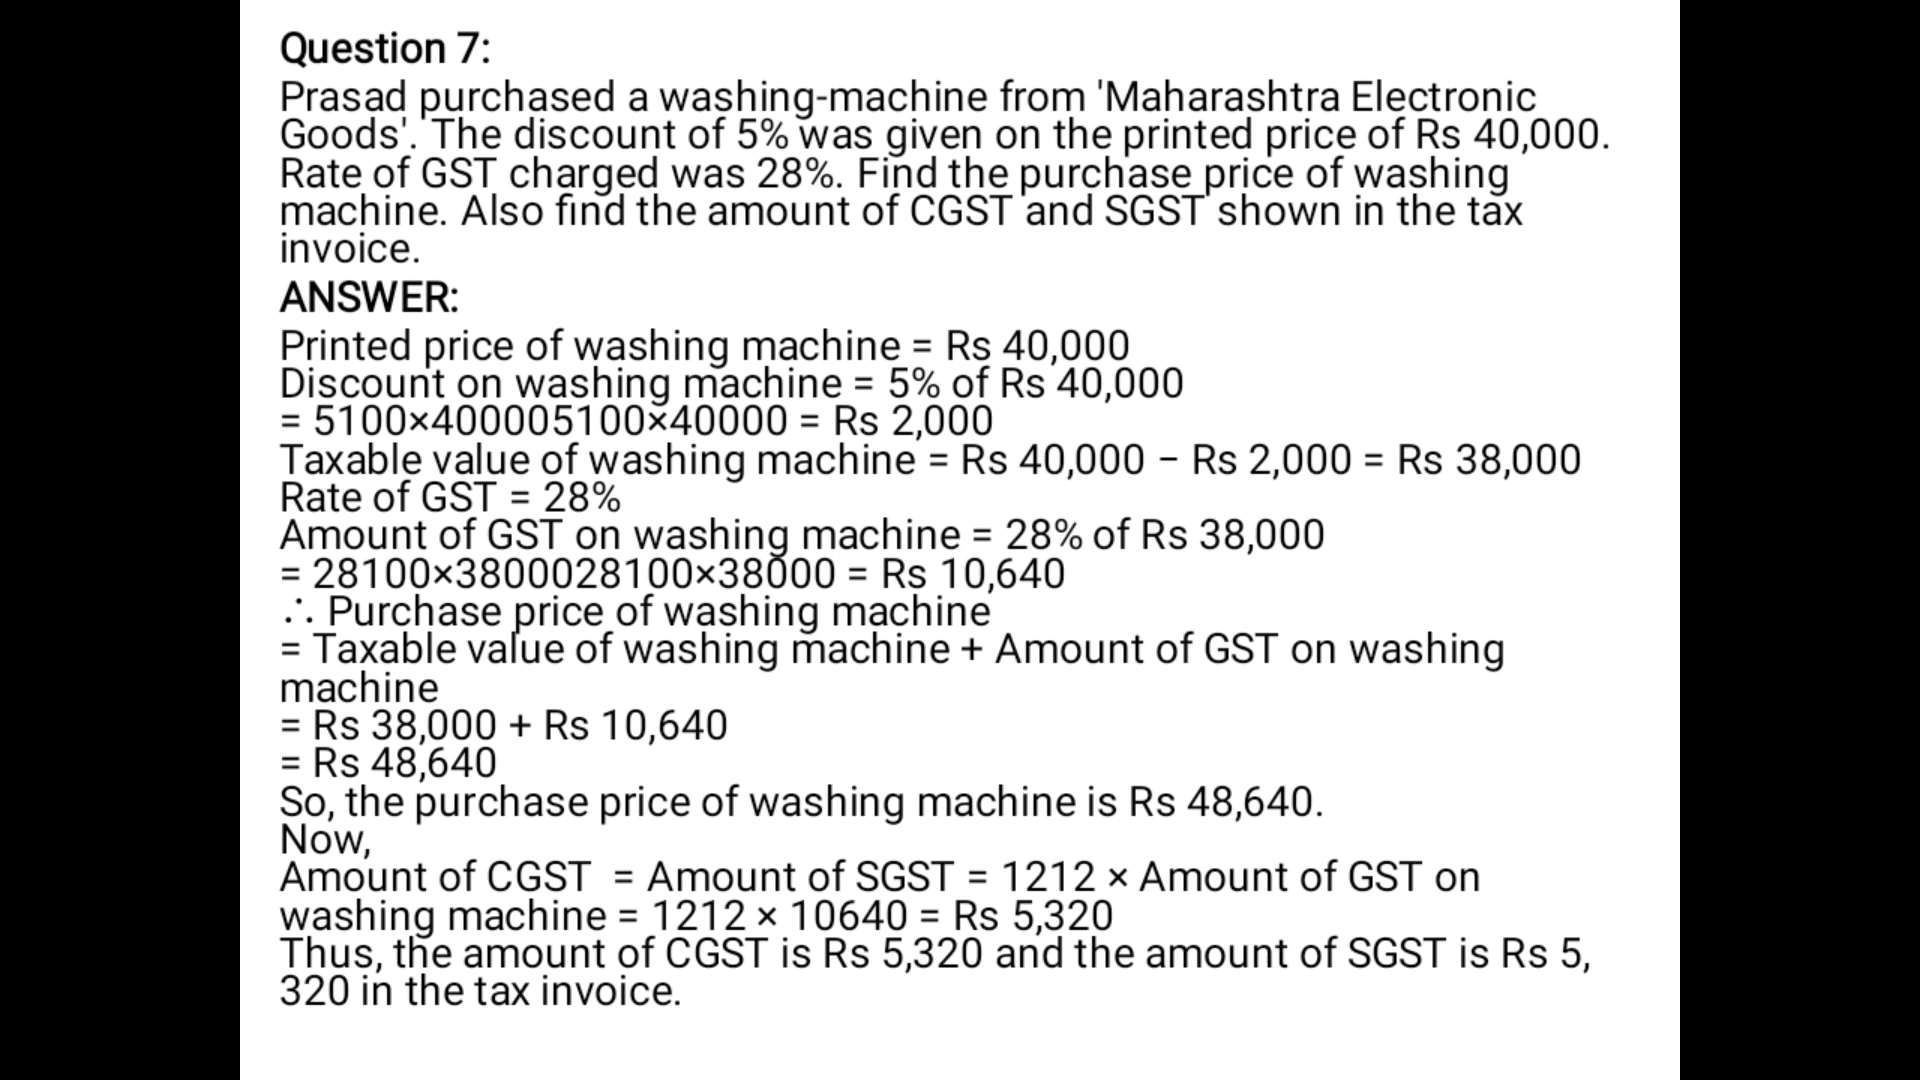 Question 7:
Prasad purchased a washing-machine from 'Maharashtra Electronic
Goods'. The discount of 5% was given on the printed price of Rs 40,000.
Rate of GST charged was 28%. Find the purchase price of washing
machine. Also find the amount of CGST and SGST shown in the tax
invoice.
ANSWER:
Printed price of washing machine = Rs 40,000
Discount on washing machine = 5% of Rs 40,000
= 5100×400005100×40000 = Rs 2,000
Taxable value of washing machine = Rs 40,000 − Rs 2,000 = Rs 38,000
Rate of GST = 28%
Amount of GST on washing machine = 28% of Rs 38,000
= 28100×3800028100×38000 = Rs 10,640
∴ Purchase price of washing machine
= Taxable value of washing machine + Amount of GST on washing
machine
= Rs 38,000 + Rs 10,640
= Rs 48,640
So, the purchase price of washing machine is Rs 48,640.
Now,
Amount of CGST  = Amount of SGST = 1212 × Amount of GST on
washing machine = 1212 × 10640 = Rs 5,320
Thus, the amount of CGST is Rs 5,320 and the amount of SGST is Rs 5,
320 in the tax invoice.